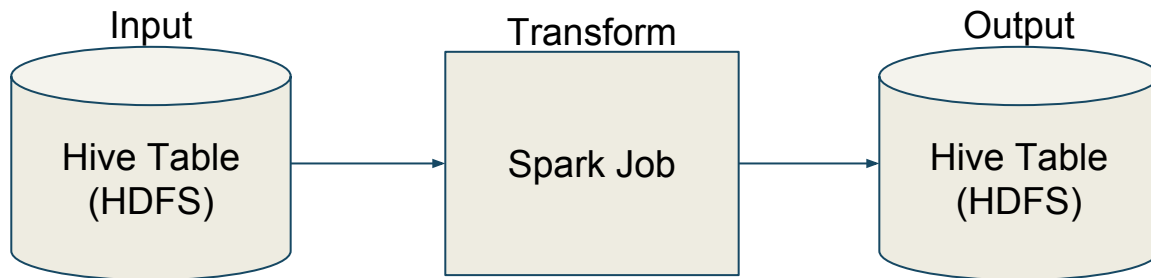 Input
Transform
Output
Hive Table
(HDFS)
Spark Job
Hive Table
(HDFS)